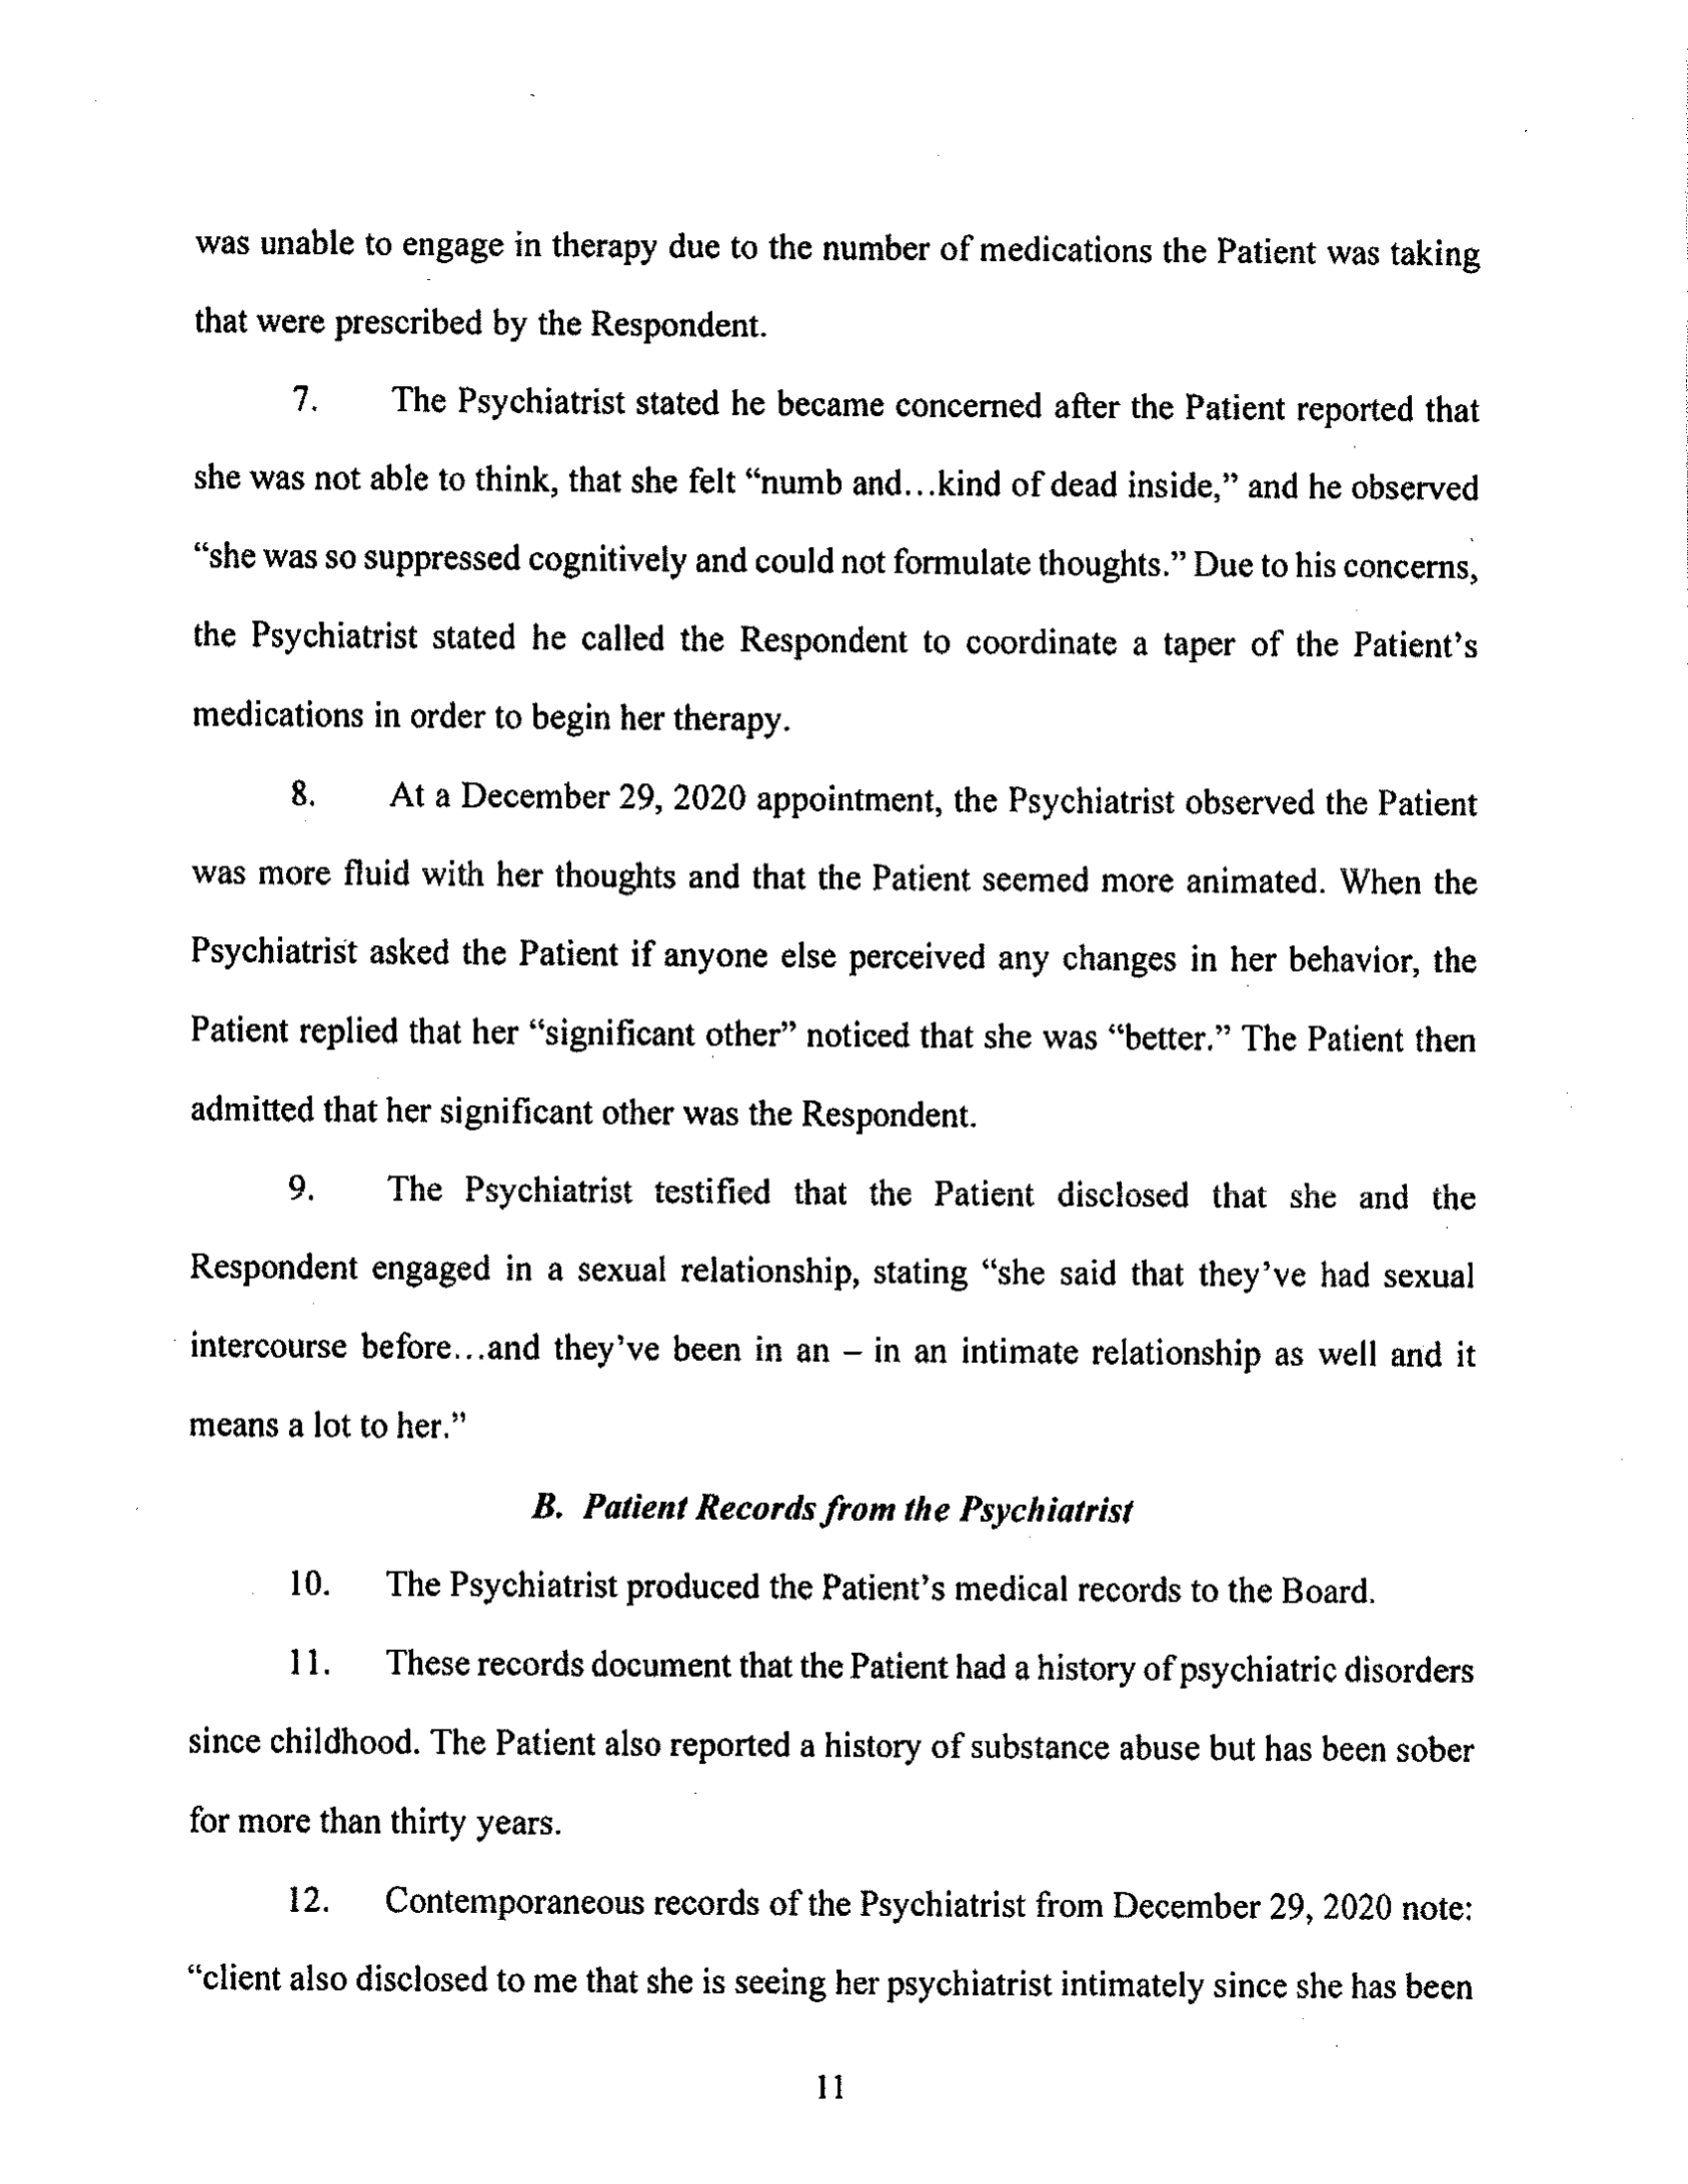 was unable to engage in therapy due to the number of medications the Patient was taking
that were prescribed by the Respondent.
7. The Psychiatrist stated he became concerned after the Patient reported that
she was not able to think, that she felt “numb and…kind of dead inside,” and he observed
“she was so suppressed cognitively and could not formulate thoughts.” Due to his concerns,
the Psychiatrist stated he called the Respondent to coordinate a taper of the Patient’s
medications in order to begin her therapy.
8. At a December 29, 2020 appointment, the Psychiatrist observed the Patient
was more fluid with her thoughts and that the Patient seemed more animated. When the
Psychiatrist asked the Patient if anyone else perceived any changes in her behavior, the
Patient replied that her “significant other” noticed that she was “better.” The Patient then
admitted that her significant other was the Respondent.
9. The Psychiatrist testified that the Patient disclosed that she and the
Respondent engaged in a sexual relationship, stating “she said that they’ve had sexual
intercourse before…and they’ve been in an – in an intimate relationship as well and it
means a lot to her.”
B. Patient Records from the Psychiatrist
10. The Psychiatrist produced the Patient’s medical records to the Board.
11. These records document that the Patient had a history of psychiatric disorders
since childhood. The Patient also reported a history of substance abuse but has been sober
for more than thirty years.
12. Contemporaneous records of the Psychiatrist from December 29, 2020 note:
“client also disclosed to me that she is seeing her psychiatrist intimately since she has been
11